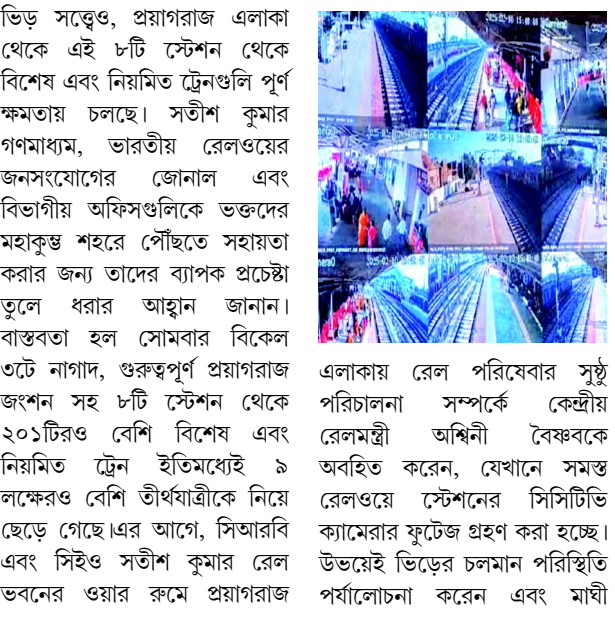 ভিড় সত্ত্বেও, প্রয়াগরাজ এলাকা
থেকে এই ৮টি স্টেশন থেকে
বিশেষ এবং নিয়মিত ট্রেনগুলি পূর্ণ
ক্ষমতায় চলছে। সতীশ কুমার
গণমাধ্যম, ভারতীয় রেলওয়ের
জনসংযোগের জোনাল এবং
বিভাগীয় অফিসগুলিকে ভক্তদের
মহাকুম্ভ শহরে পৌঁছতে সহায়তা
করার জন্য তাদের ব্যাপক প্রচেষ্টা
তুলে ধরার আহ্বান জানান।
বাস্তবতা হল সোমবার বিকেল
৩টে নাগাদ, গুরুত্বপূর্ণ প্রয়াগরাজ
জংশন সহ ৮টি স্টেশন থেকে
২০১টিরও বেশি বিশেষ এবং
নিয়মিত ট্রেন ইতিমধ্যেই ৯
লক্ষেরও বেশি তীর্থযাত্রীকে নিয়ে
ছেড়ে গেছে।এর আগে, সিআরবি
এবং সিইও সতীশ কুমার রেল
ভবনের ওয়ার রুমে প্রয়াগরাজ
এলাকায় রেল পরিষেবার সুষ্ঠু
পরিচালনা সম্পর্কে কেন্দ্রীয়
রেলমন্ত্রী অশ্বিনী বৈষ্ণবকে
অবহিত করেন, যেখানে সমস্ত
রেলওয়ে স্টেশনের সিসিটিভি
ক্যামেরার ফুটেজ গ্রহণ করা হচ্ছে।
উভয়েই ভিড়ের চলমান পরিস্থিতি
পর্যালোচনা করেন এবং মাঘী